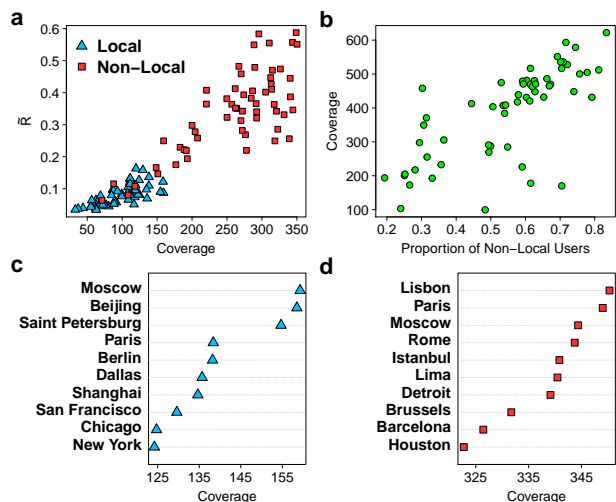 a
b
Local
Non-Local
0.6
0.5
0.4
0.3
0.2
0.1
R̃
50 100 150 200 250 300 350
Coverage
600
500
400
300
200
100
Coverage
0.2 0.3 0.4 0.5 0.6 0.7 0.8
Proportion of Non-Local Users
c
Moscow
Beijing
Saint Petersburg
Paris
Berlin
Dallas
Shanghai
San Francisco
Chicago
New York
125 135 145 155
Coverage
d
Lisbon
Paris
Moscow
Rome
Istanbul
Lima
Detroit
Brussels
Barcelona
Houston
325 335 345
Coverage